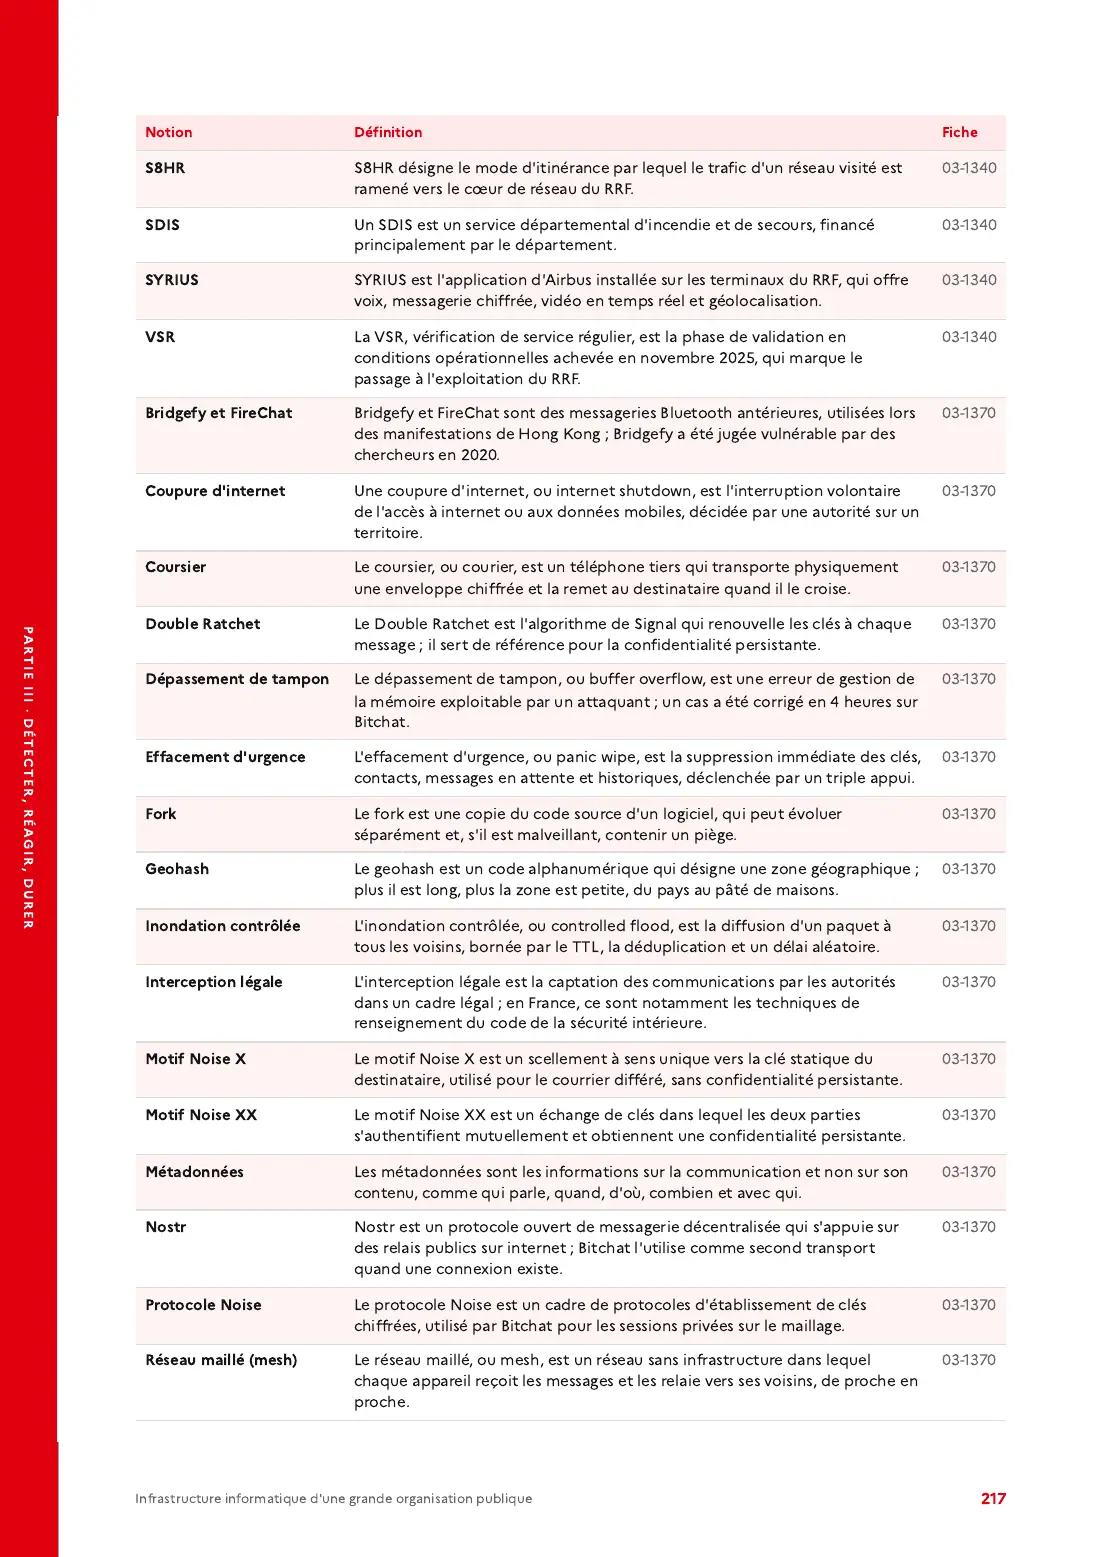 Notion Définition Fiche
S8HR S8HR désigne le mode d'itinérance par lequel le trafic d'un réseau visité est 03-1340
ramené vers le cœur de réseau du RRF.
SDIS Un SDIS est un service départemental d'incendie et de secours, financé 03-1340
principalement par le département.
SYRIUS SYRIUS est l'application d'Airbus installée sur les terminaux du RRF, qui offre 03-1340
voix, messagerie chiffrée, vidéo en temps réel et géolocalisation.
VSR La VSR, vérification de service régulier, est la phase de validation en 03-1340
conditions opérationnelles achevée en novembre 2025, qui marque le
passage à l'exploitation du RRF.
Bridgefy et FireChat Bridgefy et FireChat sont des messageries Bluetooth antérieures, utilisées lors 03-1370
des manifestations de Hong Kong ; Bridgefy a été jugée vulnérable par des
chercheurs en 2020.
Coupure d'internet Une coupure d'internet, ou internet shutdown, est l'interruption volontaire 03-1370
de l'accès à internet ou aux données mobiles, décidée par une autorité sur un
territoire.
Coursier Le coursier, ou courier, est un téléphone tiers qui transporte physiquement 03-1370
une enveloppe chiffrée et la remet au destinataire quand il le croise.
Double Ratchet Le Double Ratchet est l'algorithme de Signal qui renouvelle les clés à chaque 03-1370
message ; il sert de référence pour la confidentialité persistante.
Dépassement de tampon Le dépassement de tampon, ou buffer overflow, est une erreur de gestion de 03-1370
la mémoire exploitable par un attaquant ; un cas a été corrigé en 4 heures sur
Bitchat.
Effacement d'urgence L'effacement d'urgence, ou panic wipe, est la suppression immédiate des clés, 03-1370
contacts, messages en attente et historiques, déclenchée par un triple appui.
Fork Le fork est une copie du code source d'un logiciel, qui peut évoluer 03-1370
séparément et, s'il est malveillant, contenir un piège.
Geohash Le geohash est un code alphanumérique qui désigne une zone géographique ; 03-1370
plus il est long, plus la zone est petite, du pays au pâté de maisons.
Inondation contrôlée L'inondation contrôlée, ou controlled flood, est la diffusion d'un paquet à 03-1370
tous les voisins, bornée par le TTL, la déduplication et un délai aléatoire.
Interception légale L'interception légale est la captation des communications par les autorités 03-1370
dans un cadre légal ; en France, ce sont notamment les techniques de
renseignement du code de la sécurité intérieure.
Motif Noise X Le motif Noise X est un scellement à sens unique vers la clé statique du 03-1370
destinataire, utilisé pour le courrier différé, sans confidentialité persistante.
Motif Noise XX Le motif Noise XX est un échange de clés dans lequel les deux parties 03-1370
s'authentifient mutuellement et obtiennent une confidentialité persistante.
Métadonnées Les métadonnées sont les informations sur la communication et non sur son 03-1370
contenu, comme qui parle, quand, d'où, combien et avec qui.
Nostr Nostr est un protocole ouvert de messagerie décentralisée qui s'appuie sur 03-1370
des relais publics sur internet ; Bitchat l'utilise comme second transport
quand une connexion existe.
Protocole Noise Le protocole Noise est un cadre de protocoles d'établissement de clés 03-1370
chiffrées, utilisé par Bitchat pour les sessions privées sur le maillage.
Réseau maillé (mesh) Le réseau maillé, ou mesh, est un réseau sans infrastructure dans lequel 03-1370
chaque appareil reçoit les messages et les relaie vers ses voisins, de proche en
proche.
PARTIE III · DÉTECTER, RÉAGIR, DURER
Infrastructure informatique d'une grande organisation publique 217